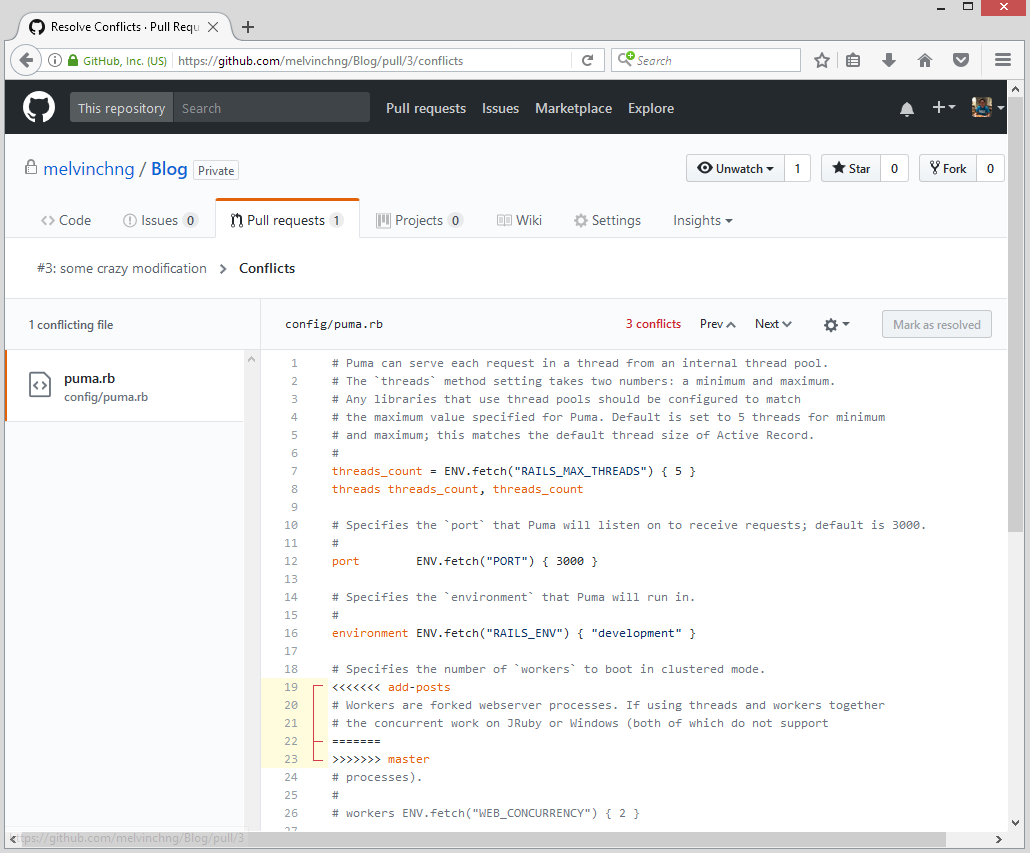 Resolve Conflicts · Pull Requ
GitHub, Inc. (US) https://github.com/melvinchng/Blog/pull/3/conflicts Search
This repository Search Pull requests Issues Marketplace Explore
melvinchng / Blog Private Unwatch 1 Star 0 Fork 0
Code Issues 0 Pull requests 1 Projects 0 Wiki Settings Insights
#3: some crazy modification Conflicts
1 conflicting file config/puma.rb 3 conflicts Prev Next Mark as resolved
puma.rb
config/puma.rb
1 # Puma can serve each request in a thread from an internal thread pool.
2 # The `threads` method setting takes two numbers: a minimum and maximum.
3 # Any libraries that use thread pools should be configured to match
4 # the maximum value specified for Puma. Default is set to 5 threads for minimum
5 # and maximum; this matches the default thread size of Active Record.
6 #
7 threads_count = ENV.fetch("RAILS_MAX_THREADS") { 5 }
8 threads threads_count, threads_count
9
10 # Specifies the `port` that Puma will listen on to receive requests; default is 3000.
11 #
12 port        ENV.fetch("PORT") { 3000 }
13
14 # Specifies the `environment` that Puma will run in.
15 #
16 environment ENV.fetch("RAILS_ENV") { "development" }
17
18 # Specifies the number of `workers` to boot in clustered mode.
19 <<<<<<< add-posts
20 # Workers are forked webserver processes. If using threads and workers together
21 # the concurrent work on JRuby or Windows (both of which do not support
22 =======
23 >>>>>>> master
24 # processes).
25 #
26 # workers ENV.fetch("WEB_CONCURRENCY") { 2 }
27
ttps://github.com/melvinchng/Blog/pull/3